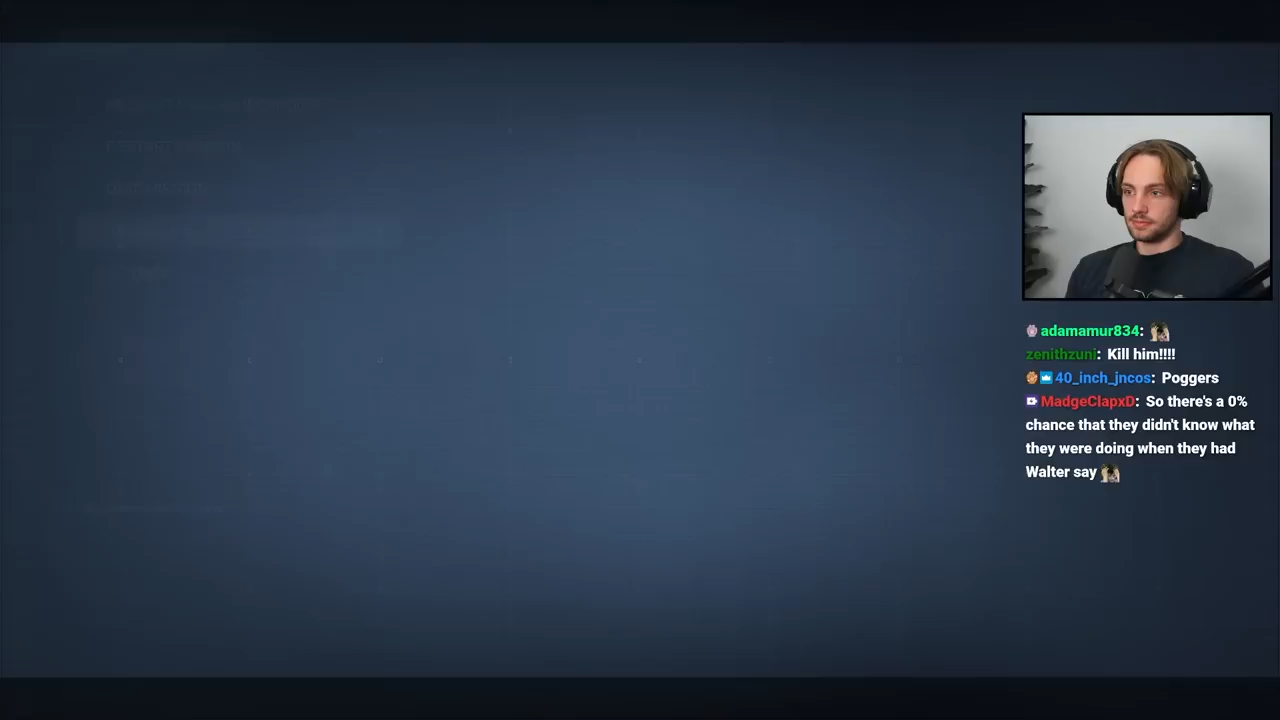 adamamur834:
zenithzuni: Kill him!!!!
40_inch_jncos: Poggers
MadgeClapxD: So there's a 0%
chance that they didn't know what
they were doing when they had
Walter say